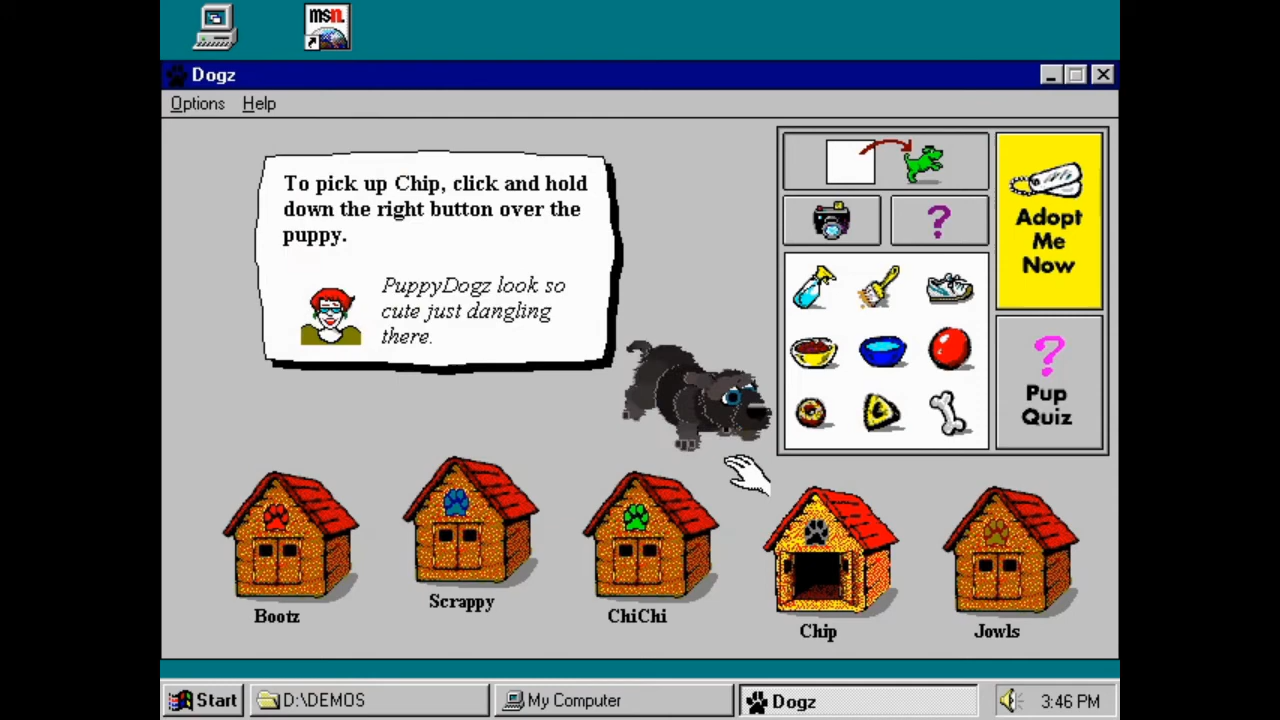 msn
Dogz
Options Help
To pick up Chip, click and hold
down the right button over the
puppy.
PuppyDogz look so
cute just dangling
there.
?
Adopt
Me
Now
?
Pup
Quiz
Bootz
Scrappy
ChiChi
Chip
Jowls
Start
D:\DEMOS
My Computer
Dogz
3:46 PM